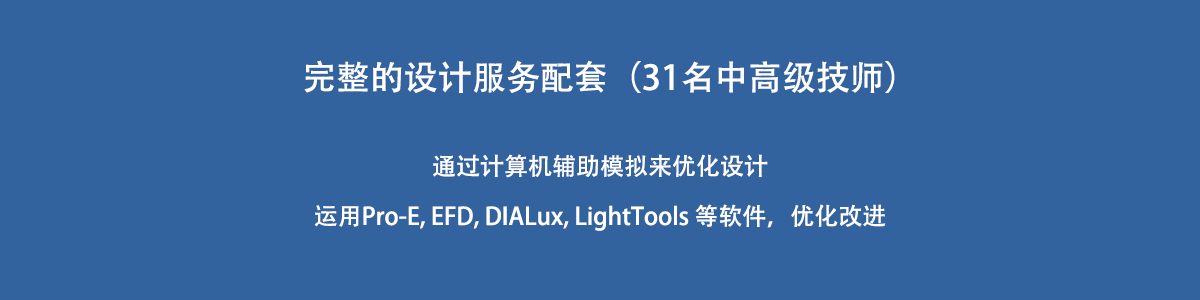 完整的设计服务配套（31名中高级技师）
通过计算机辅助模拟来优化设计
运用Pro-E, EFD, DIALux, LightTools 等软件，优化改进